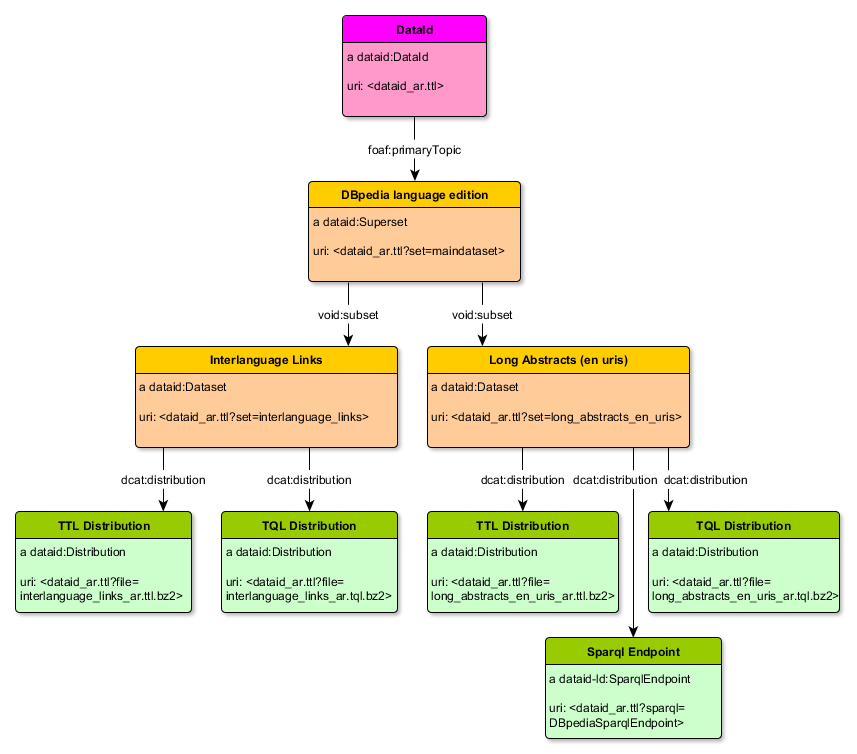 DataId
a dataid:DataId
uri: <dataid_ar.ttl>
foaf:primaryTopic
DBpedia language edition
a dataid:Superset
uri: <dataid_ar.ttl?set=maindataset>
void:subset
void:subset
Interlanguage Links
a dataid:Dataset
uri: <dataid_ar.ttl?set=interlanguage_links>
Long Abstracts (en uris)
a dataid:Dataset
uri: <dataid_ar.ttl?set=long_abstracts_en_uris>
dcat:distribution
dcat:distribution
dcat:distribution
dcat:distribution
dcat:distribution
TTL Distribution
a dataid:Distribution
uri: <dataid_ar.ttl?file=
interlanguage_links_ar.ttl.bz2>
TQL Distribution
a dataid:Distribution
uri: <dataid_ar.ttl?file=
interlanguage_links_ar.tql.bz2>
TTL Distribution
a dataid:Distribution
uri: <dataid_ar.ttl?file=
long_abstracts_en_uris_ar.ttl.bz2>
TQL Distribution
a dataid:Distribution
uri: <dataid_ar.ttl?file=
long_abstracts_en_uris_ar.tql.bz2>
Sparql Endpoint
a dataid-ld:SparqlEndpoint
uri: <dataid_ar.ttl?sparql=
DBpediaSparqlEndpoint>